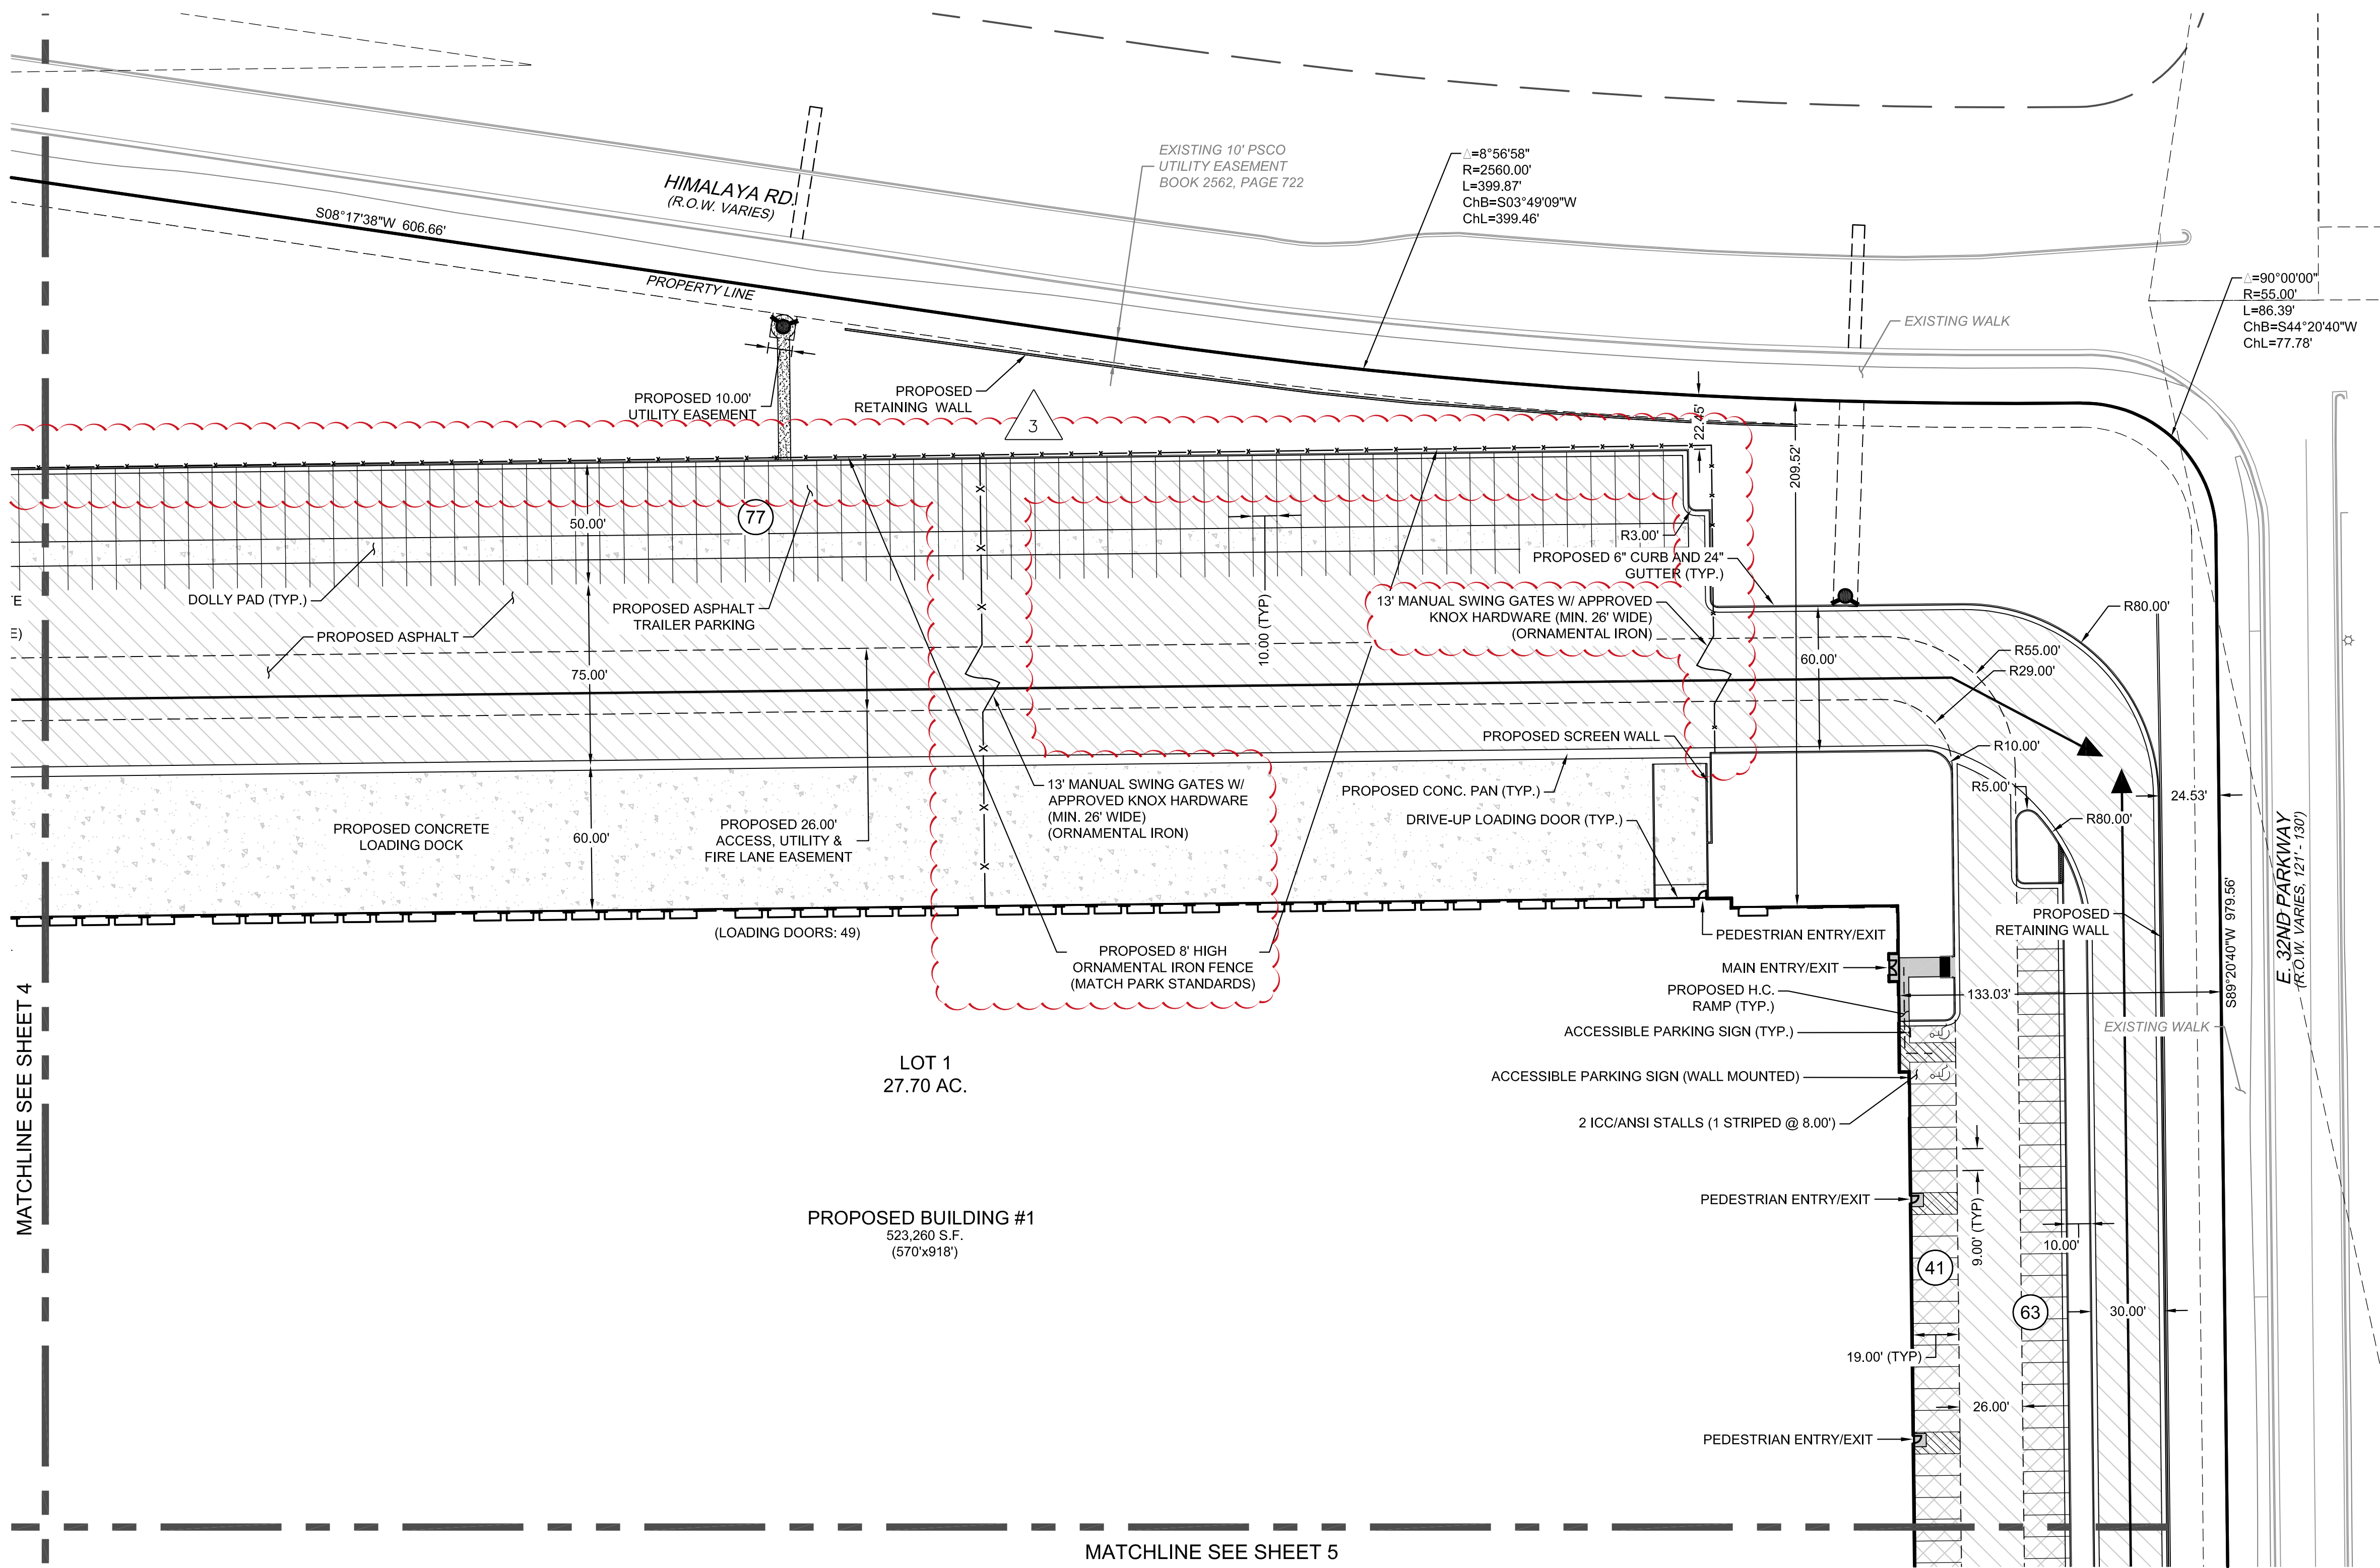 EXISTING 10' PSCO
UTILITY EASEMENT
BOOK 2562, PAGE 722
△=8°56'58"
R=2560.00'
L=399.87'
ChB=S03°49'09"W
ChL=399.46'
HIMALAYA RD.
(R.O.W. VARIES)
S08°17'38"W 606.66'
PROPERTY LINE
△=90°00'00"
R=55.00'
L=86.39'
ChB=S44°20'40"W
ChL=77.78'
EXISTING WALK
PROPOSED 10.00'
UTILITY EASEMENT
PROPOSED
RETAINING WALL
3
22.45'
209.52'
50.00'
77
R3.00'
PROPOSED 6" CURB AND 24"
GUTTER (TYP.)
DOLLY PAD (TYP.)
PROPOSED ASPHALT
TRAILER PARKING
PROPOSED ASPHALT
10.00 (TYP)
13' MANUAL SWING GATES W/ APPROVED
KNOX HARDWARE (MIN. 26' WIDE)
(ORNAMENTAL IRON)
E)
R80.00'
R55.00'
R29.00'
60.00'
75.00'
PROPOSED SCREEN WALL
R10.00'
R5.00'
24.53'
R80.00'
13' MANUAL SWING GATES W/
APPROVED KNOX HARDWARE
(MIN. 26' WIDE)
(ORNAMENTAL IRON)
PROPOSED CONC. PAN (TYP.)
DRIVE-UP LOADING DOOR (TYP.)
PROPOSED CONCRETE
LOADING DOCK
60.00'
PROPOSED 26.00'
ACCESS, UTILITY &
FIRE LANE EASEMENT
(LOADING DOORS: 49)
PROPOSED 8' HIGH
ORNAMENTAL IRON FENCE
(MATCH PARK STANDARDS)
PEDESTRIAN ENTRY/EXIT
MAIN ENTRY/EXIT
PROPOSED H.C.
RAMP (TYP.)
133.03'
PROPOSED
RETAINING WALL
S89°20'40"W 979.56'
E. 32ND PARKWAY
(R.O.W. VARIES, 121' - 130')
EXISTING WALK
ACCESSIBLE PARKING SIGN (TYP.)
ACCESSIBLE PARKING SIGN (WALL MOUNTED)
2 ICC/ANSI STALLS (1 STRIPED @ 8.00')
LOT 1
27.70 AC.
MATCHLINE SEE SHEET 4
PROPOSED BUILDING #1
523,260 S.F.
(570'x918')
PEDESTRIAN ENTRY/EXIT
9.00' (TYP)
10.00'
41
63
30.00'
19.00' (TYP)
26.00'
PEDESTRIAN ENTRY/EXIT
MATCHLINE SEE SHEET 5